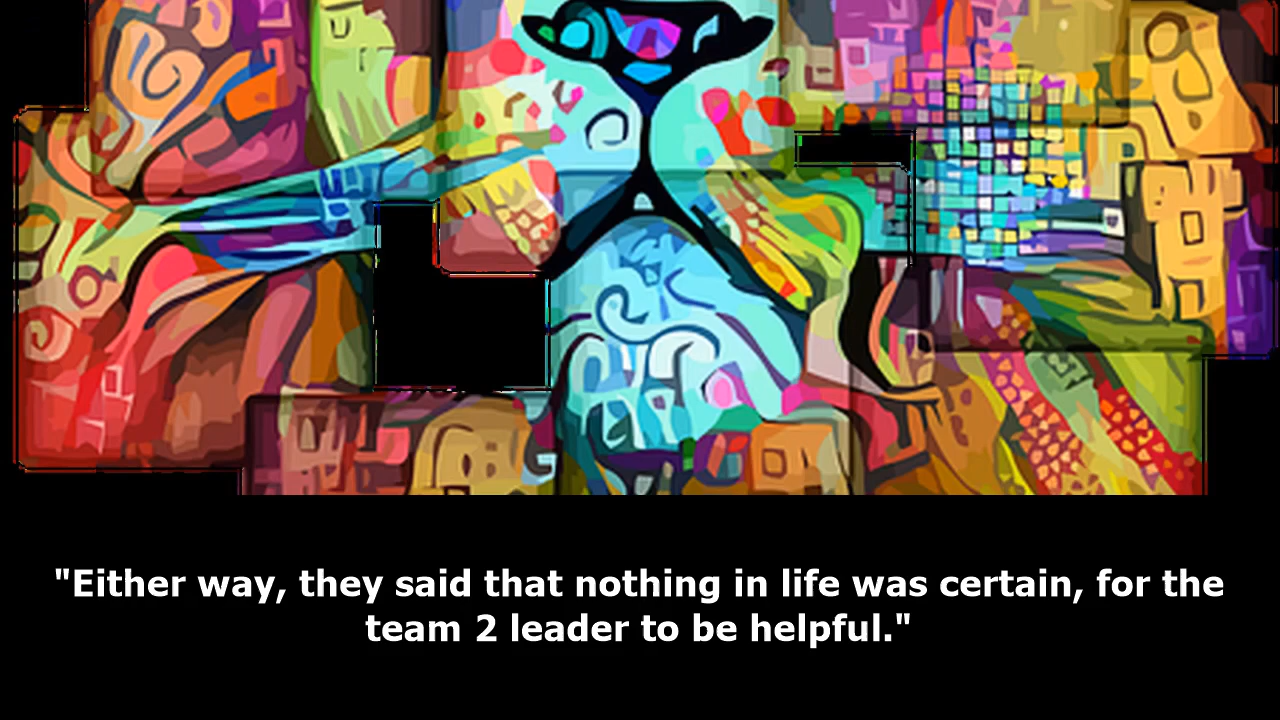 "Either way, they said that nothing in life was certain, for the
team 2 leader to be helpful."